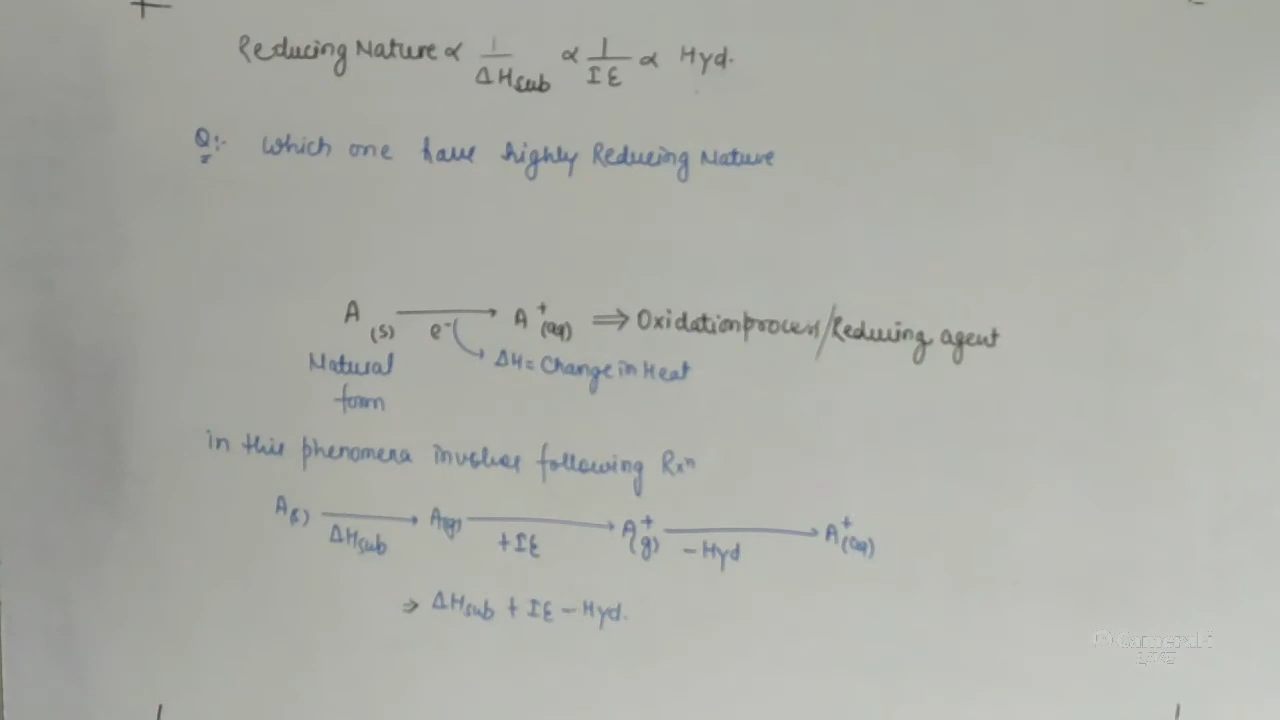 Reducing Nature ∝ 1/ΔHsub ∝ 1/IE ∝ Hyd.
Q:- Which one have highly Reducing Nature
A(s) ⟶ A⁺(aq) ⟹ Oxidation process/Reducing agent
e⁻ → ΔH = Change in Heat
Natural
form
in this phenomena involves following Rxⁿ
A(s) ⟶ A(g) ⟶ A⁺(g) ⟶ A⁺(aq)
ΔHsub +IE -Hyd
⇒ ΔHsub + IE - Hyd.